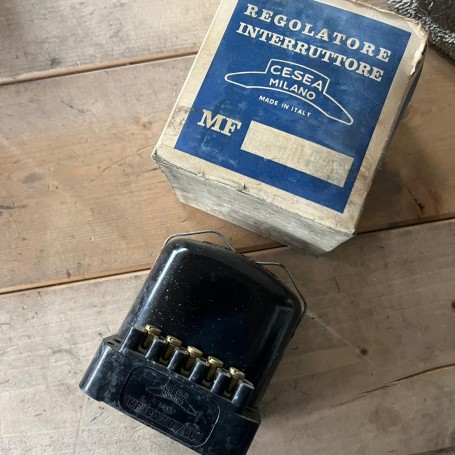 REGOLATORE
INTERRUTTORE
CESEA
MILANO
MADE IN ITALY
MF